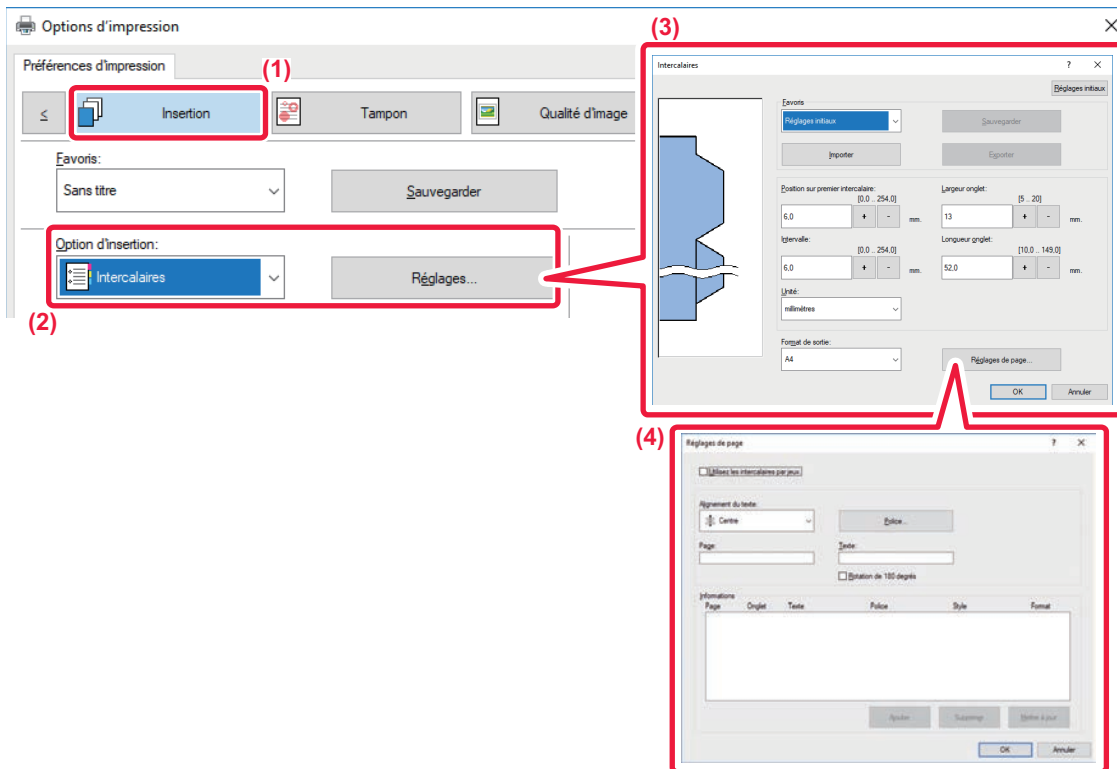 Options d'impression
Préférences d'impression
(1)
≤ Insertion Tampon Qualité d'image
Favoris:
Sans titre Sauvegarder
Option d'insertion:
Intercalaires Réglages...
(2)
(3)
Intercalaires ? ×
Réglages initiaux
Favoris
Réglages initiaux Sauvegarder
Importer Exporter
Position sur premier intercalaire: Largeur onglet:
[0,0 .. 254,0] [5 .. 20]
6,0 + - mm. 13 + - mm.
Intervalle: Longueur onglet:
[0,0 .. 254,0] [10,0 .. 149,0]
6,0 + - mm. 52,0 + - mm.
Unité:
millimètres
Format de sortie:
A4 Réglages de page...
OK Annuler
(4)
Réglages de page ? ×
Utilisez les intercalaires par jeux
Alignement du texte:
Centre Police...
Page: Texte:
Rotation de 180 degrés
Informations
Page Onglet Texte Police Style Format
Ajouter Supprimer Mettre à jour
OK Annuler